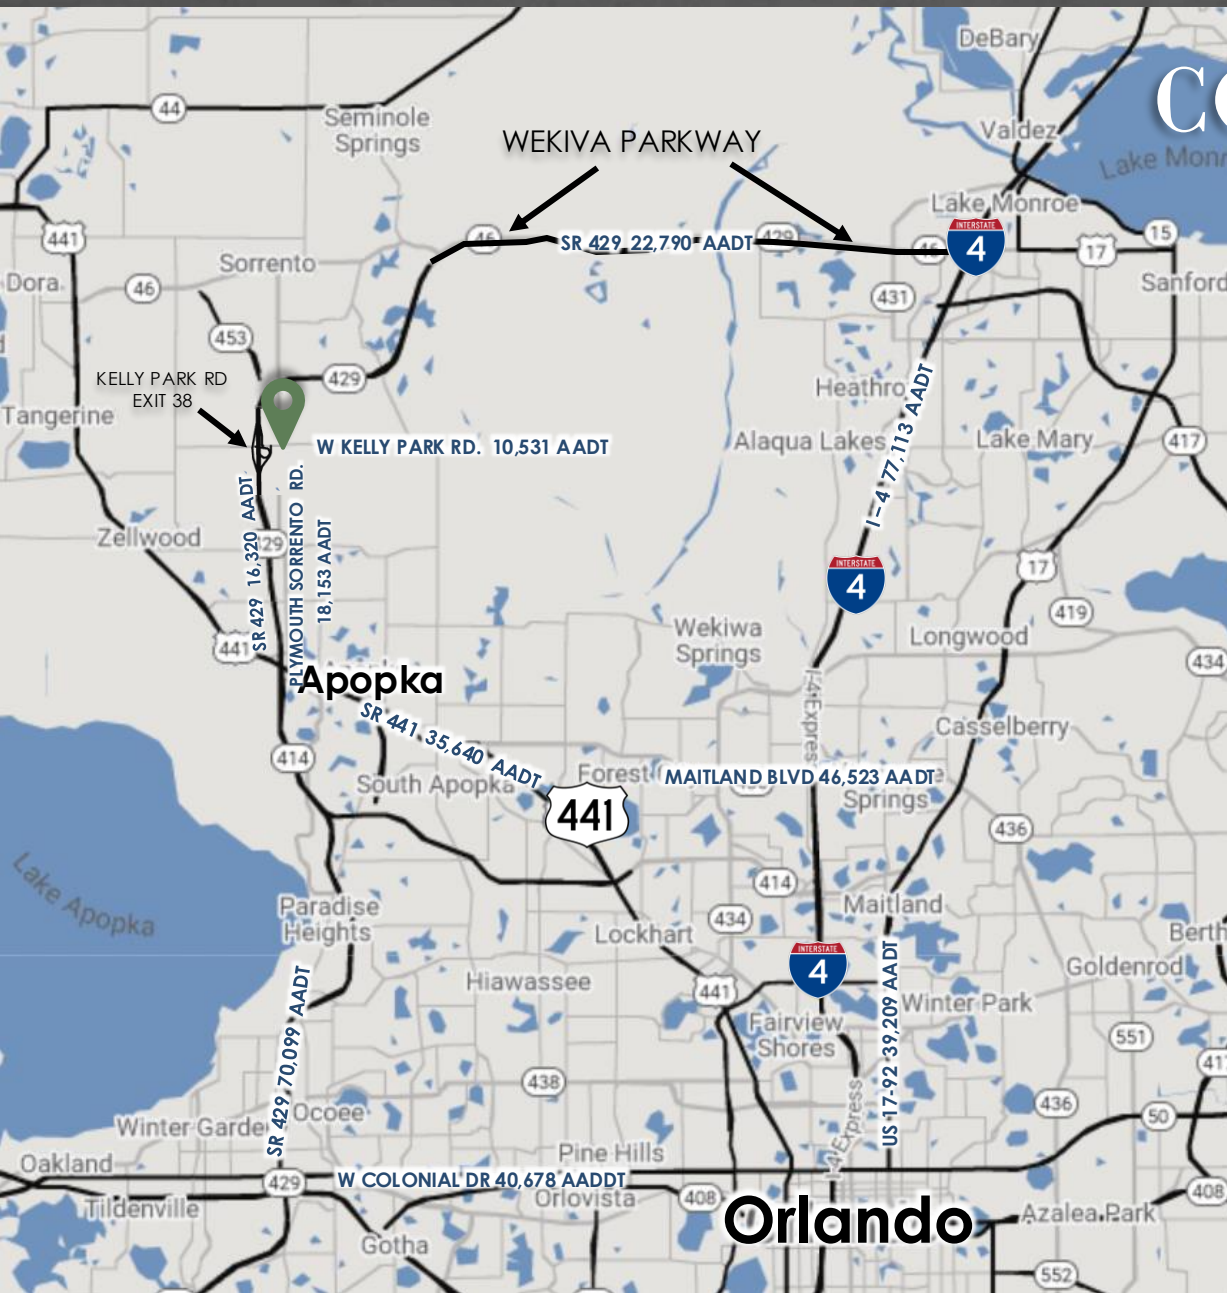 DeBary
44
Seminole
Springs
WEKIVA PARKWAY
Valdez
Lake Monroe
INTERSTATE
4
441
46
SR 429 22,790 AADT
429
46
17
15
Sorrento
Dora
46
431
Sanford
453
KELLY PARK RD
EXIT 38
429
Tangerine
W KELLY PARK RD. 10,531 AADT
Alaqua Lakes
Lake Mary
417
I-4 77,113 AADT
SR 429 16,320 AADT
PLYMOUTH SORRENTO RD.
18,153 AADT
Zellwood
INTERSTATE
4
17
419
Wekiwa
Springs
Longwood
441
434
Apopka
SR 441 35,640 AADT
Casselberry
414
South Apopka
Forest
MAITLAND BLVD 46,523 AADT
Springs
441
436
Lake Apopka
414
Paradise
Heights
434
Maitland
Lockhart
INTERSTATE
4
Goldenrod
Hiawassee
441
Winter Park
Fairview
Shores
551
SR 429 70,099 AADT
US 17-92 39,209 AADT
438
436
50
Ocoee
I-4 Express
Pine Hills
Oakland
429
W COLONIAL DR 40,678 AADDT
Tildenville
Orlovista
408
Orlando
Azalea Park
408
Gotha
552